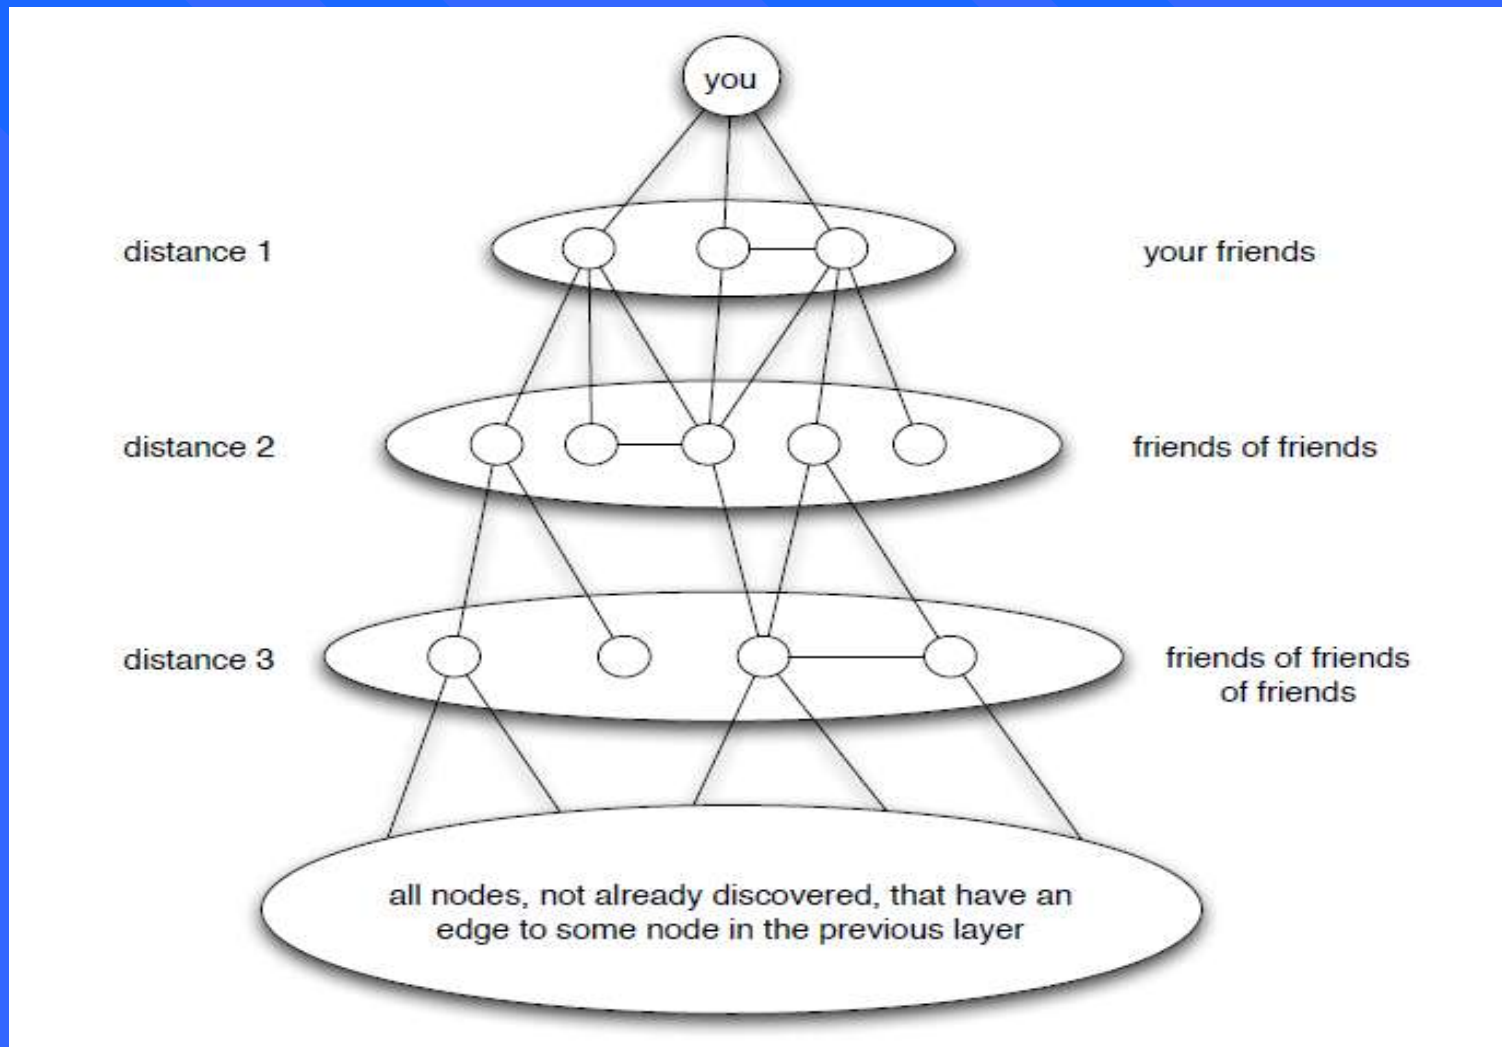 you
distance 1
your friends
distance 2
friends of friends
distance 3
friends of friends
of friends
all nodes, not already discovered, that have an
edge to some node in the previous layer